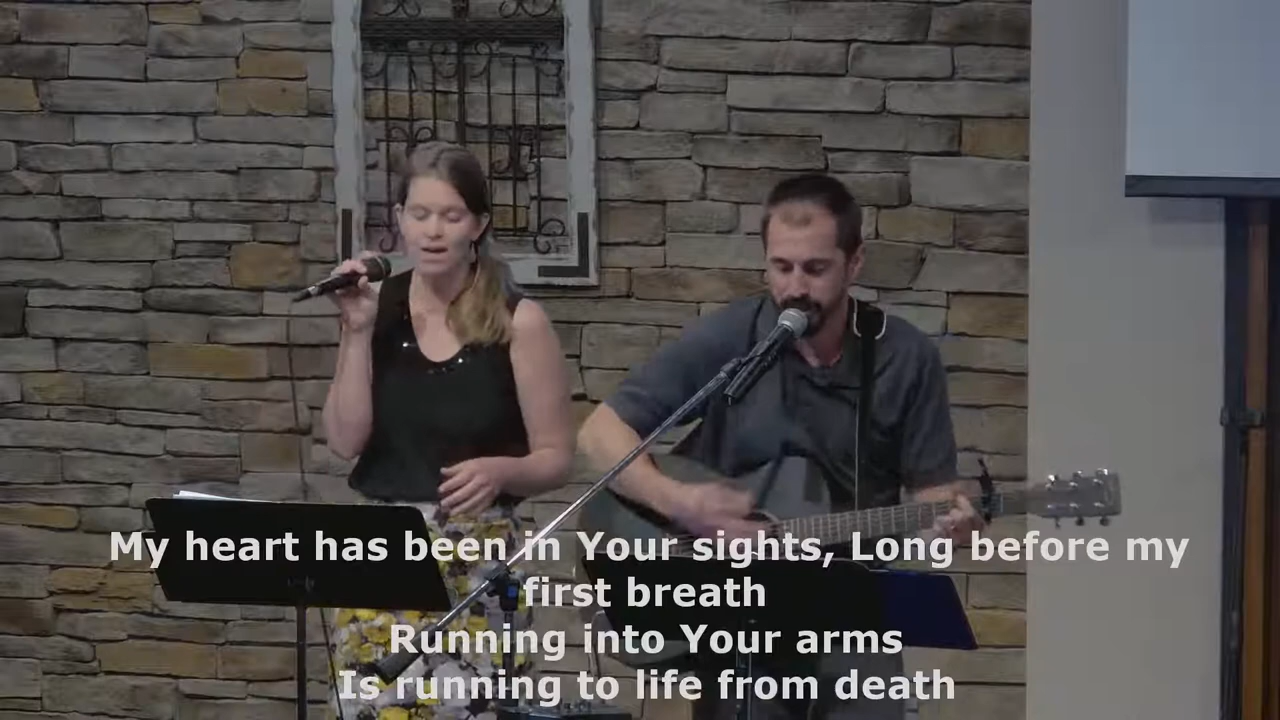 My heart has been in Your sights, Long before my
first breath
Running into Your arms
Is running to life from death